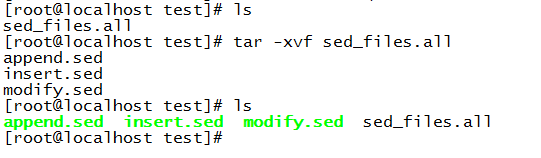 [root@localhost test]# ls
sed_files.all
[root@localhost test]# tar -xvf sed_files.all
append.sed
insert.sed
modify.sed
[root@localhost test]# ls
append.sed  insert.sed  modify.sed  sed_files.all
[root@localhost test]#